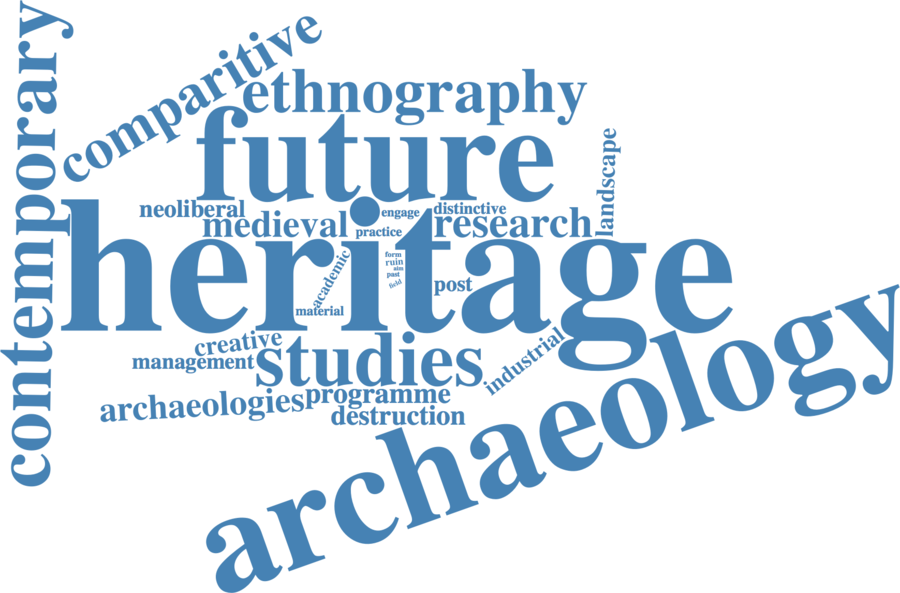 contemporary
comparitive
ethnography
future
landscape
neoliberal
engage
distinctive
medieval
practice
research
heritage
academic
form
ruin
aim
past
field
post
material
creative
management
studies
industrial
archaeologies
programme
destruction
archaeology